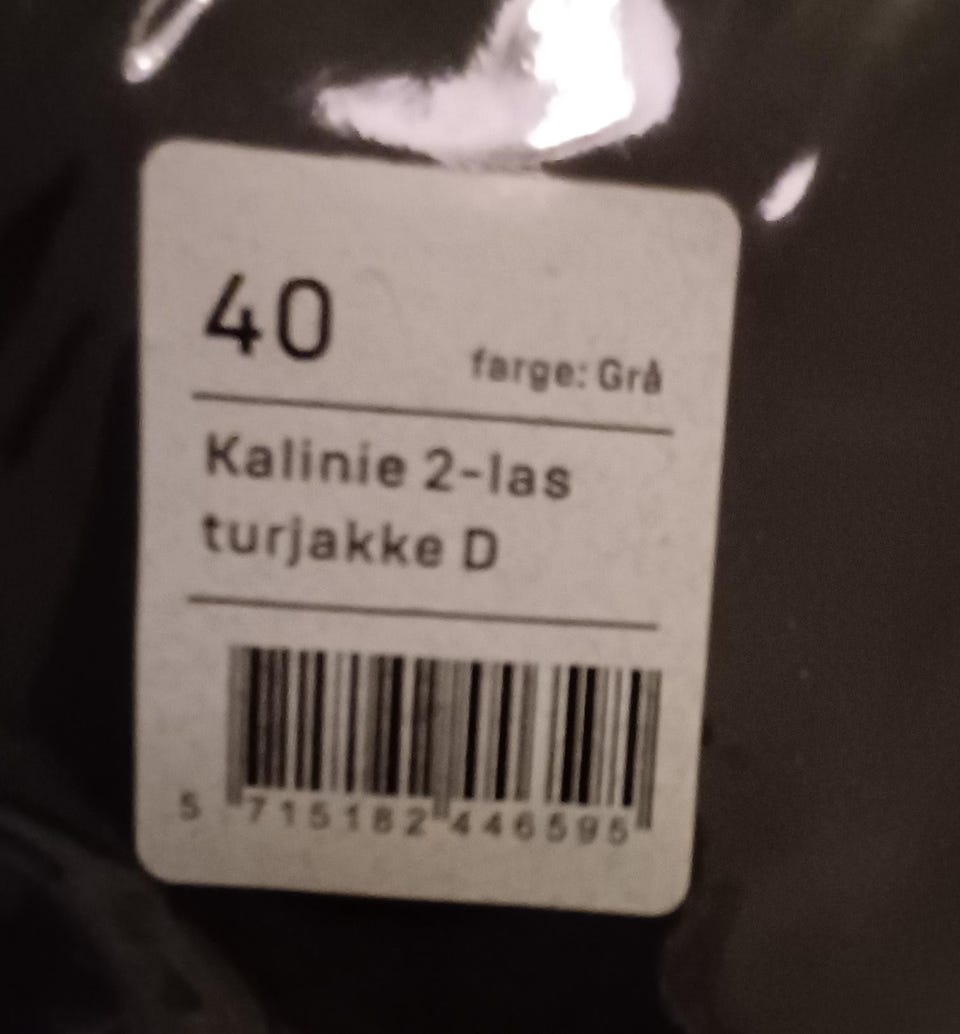 40
farge: Grå
Kalinie 2-las
turjakke D
5 715182 446595